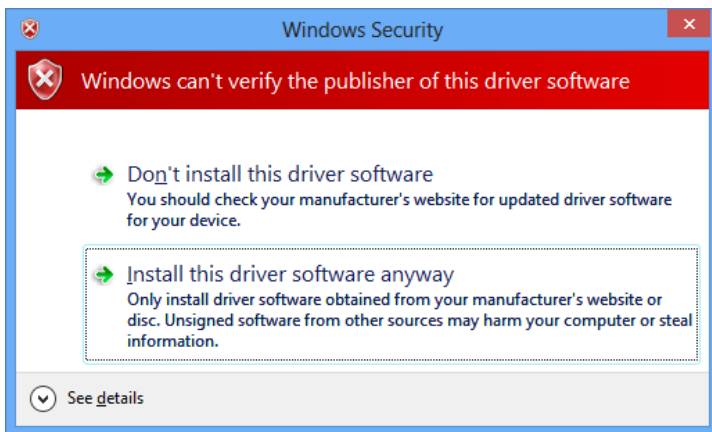 Windows Security
Windows can't verify the publisher of this driver software
Don't install this driver software
You should check your manufacturer's website for updated driver software
for your device.
Install this driver software anyway
Only install driver software obtained from your manufacturer's website or
disc. Unsigned software from other sources may harm your computer or steal
information.
See details